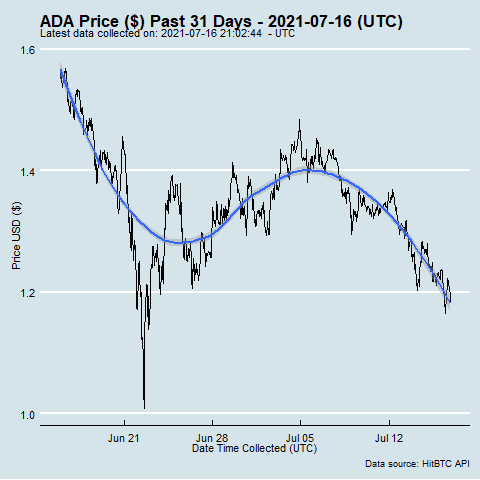 ADA Price ($) Past 31 Days - 2021-07-16 (UTC)
Latest data collected on: 2021-07-16 21:02:44 - UTC
1.6
1.4
1.2
1.0
Price USD ($)
Jun 21 Jun 28 Jul 05 Jul 12
Date Time Collected (UTC)
Data source: HitBTC API